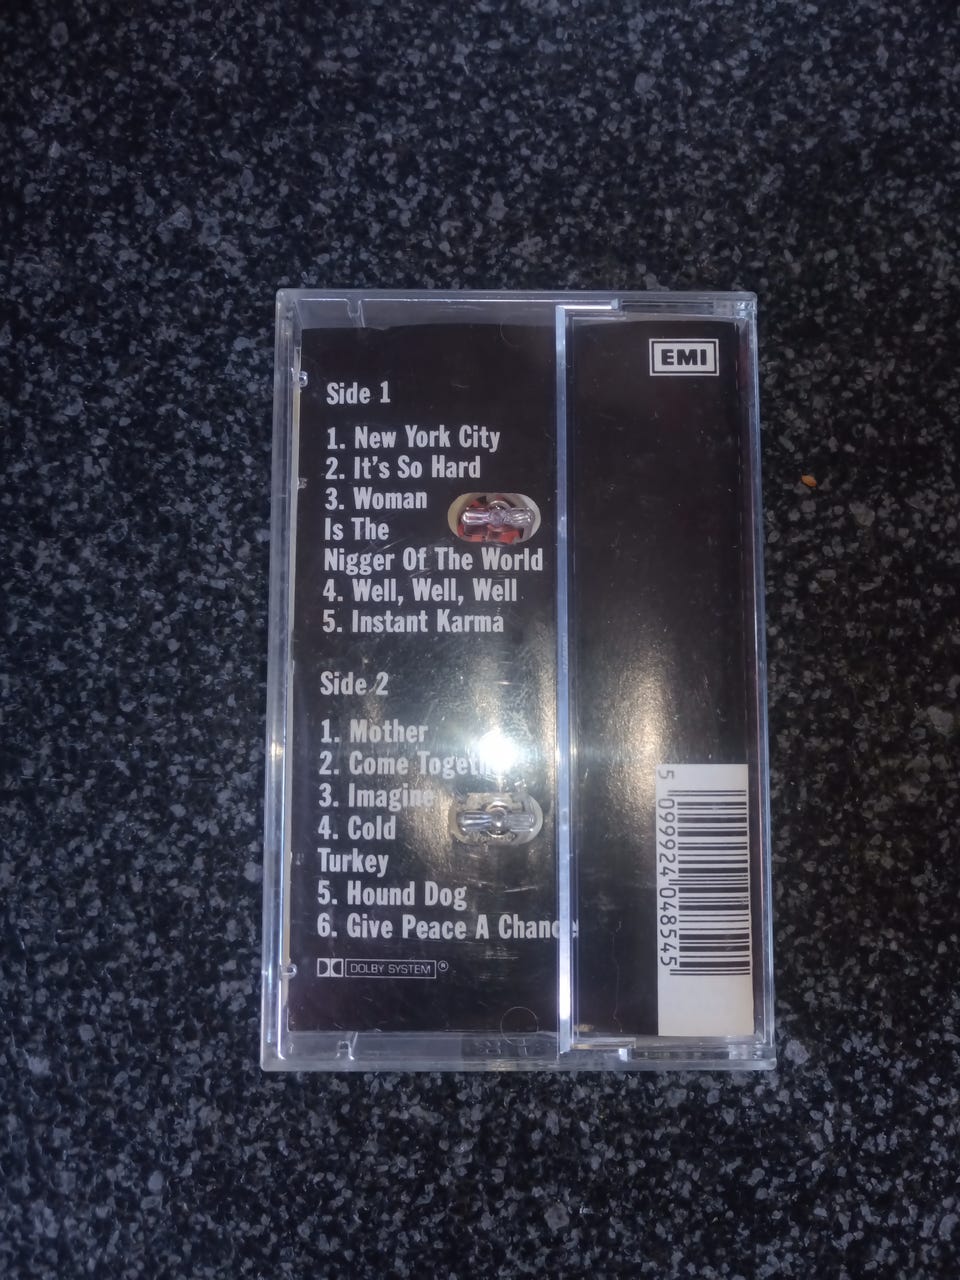 EMI
Side 1
1. New York City
2. It's So Hard
3. Woman
Is The
Nigger Of The World
4. Well, Well, Well
5. Instant Karma
Side 2
1. Mother
2. Come Together
3. Imagine
4. Cold
Turkey
5. Hound Dog
6. Give Peace A Chance
DOLBY SYSTEM ®
5 099924 048545